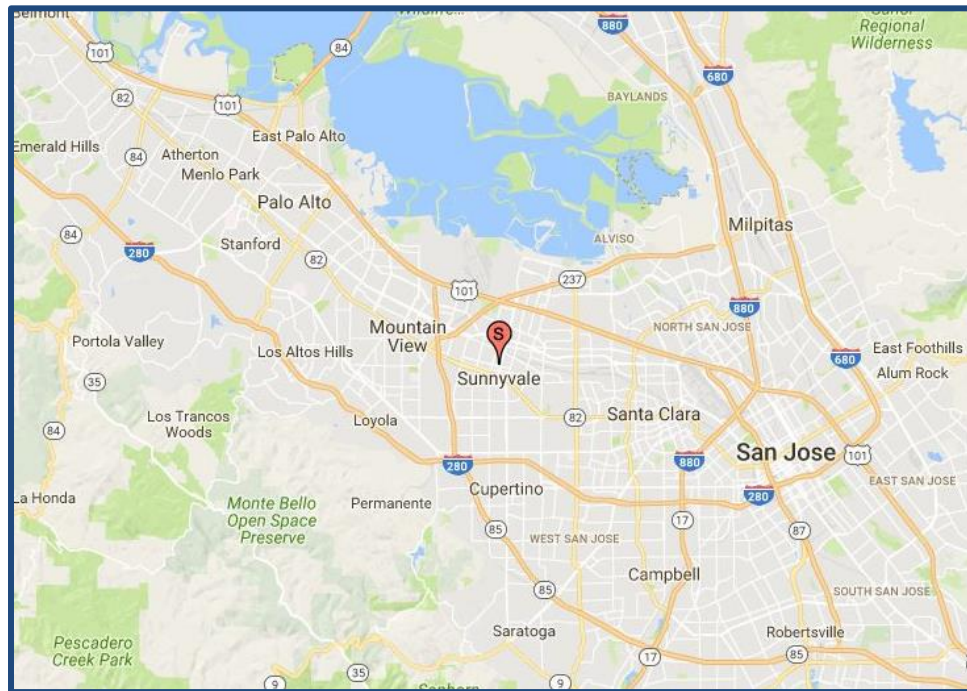 Belmont
101
84
880
Regional
Wilderness
680
82
101
BAYLANDS
East Palo Alto
Emerald Hills
84
Atherton
Menlo Park
Palo Alto
Milpitas
84
280
Stanford
82
ALVISO
237
101
880
Mountain
View
S
NORTH SAN JOSE
Portola Valley
Los Altos Hills
680
East Foothills
Alum Rock
Sunnyvale
35
Los Trancos
Woods
Loyola
82
Santa Clara
84
San Jose
101
880
280
280
La Honda
Monte Bello
Open Space
Preserve
Permanente
Cupertino
EAST SAN JOSE
85
17
87
WEST SAN JOSE
85
Campbell
SOUTH SAN JOSE
Saratoga
Robertsville
Pescadero
Creek Park
17
85
9
35
9